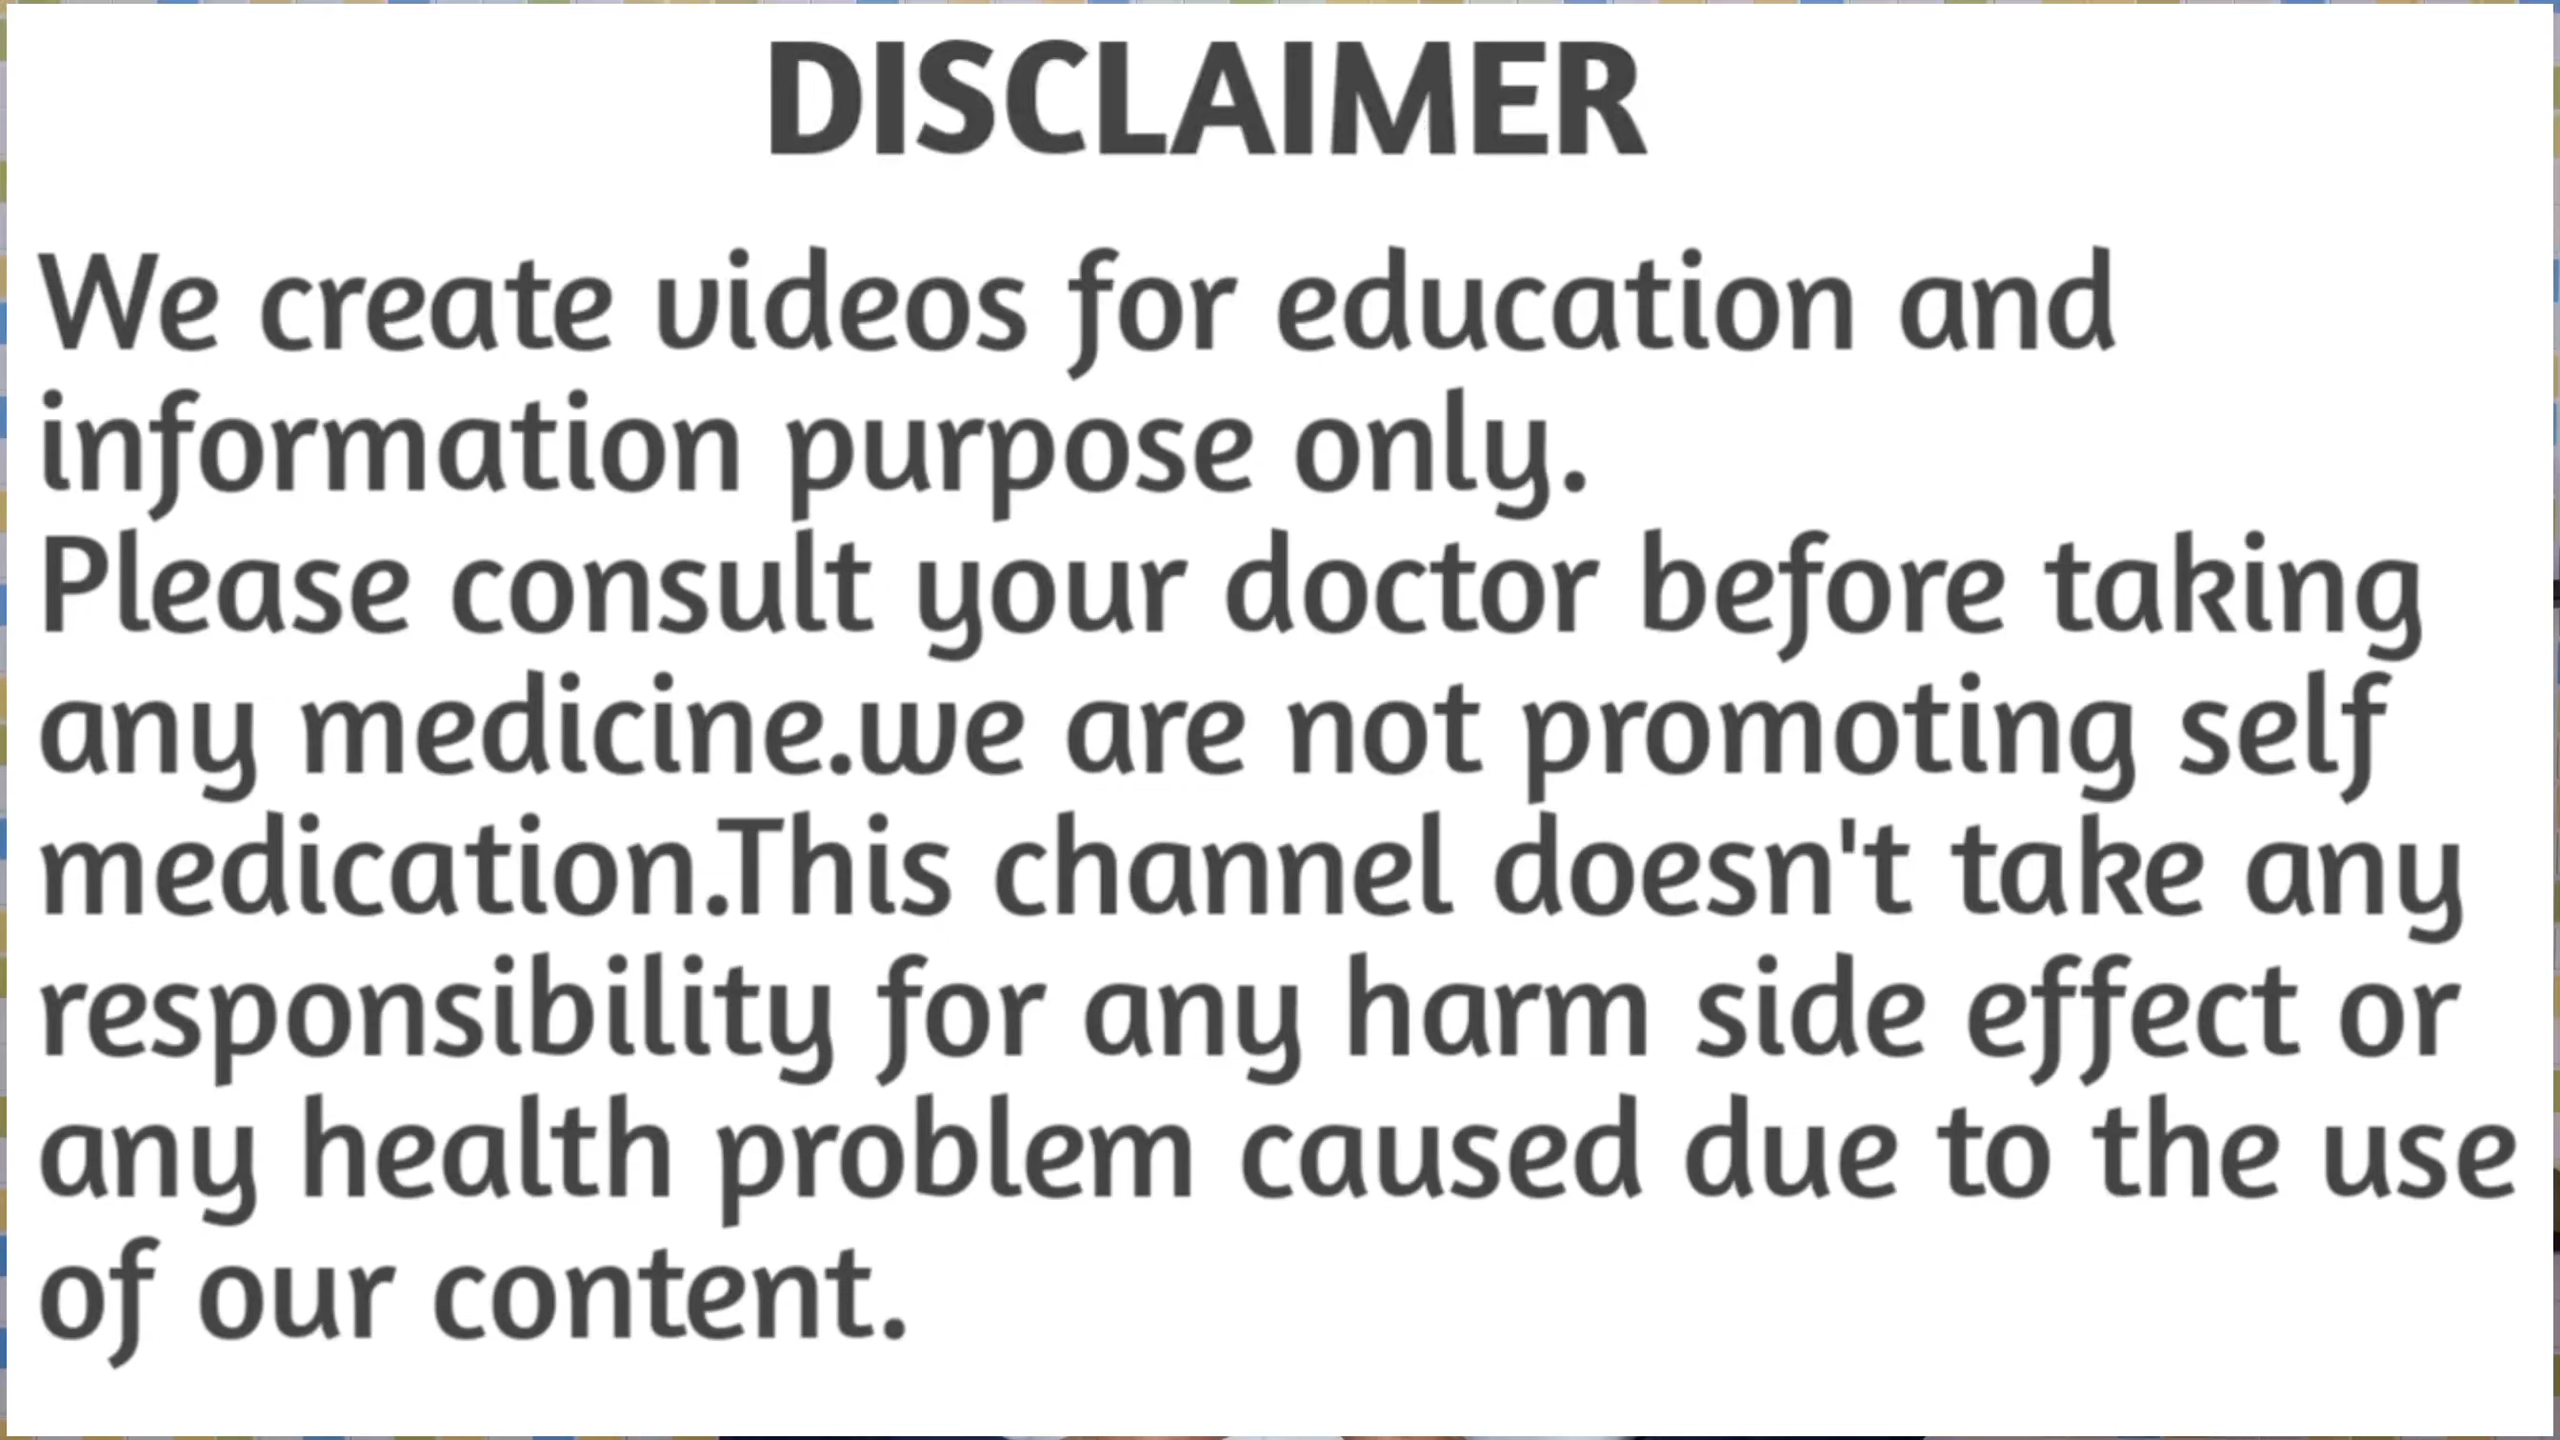 DISCLAIMER
We create videos for education and
information purpose only.
Please consult your doctor before taking
any medicine.we are not promoting self
medication.This channel doesn't take any
responsibility for any harm side effect or
any health problem caused due to the use
of our content.